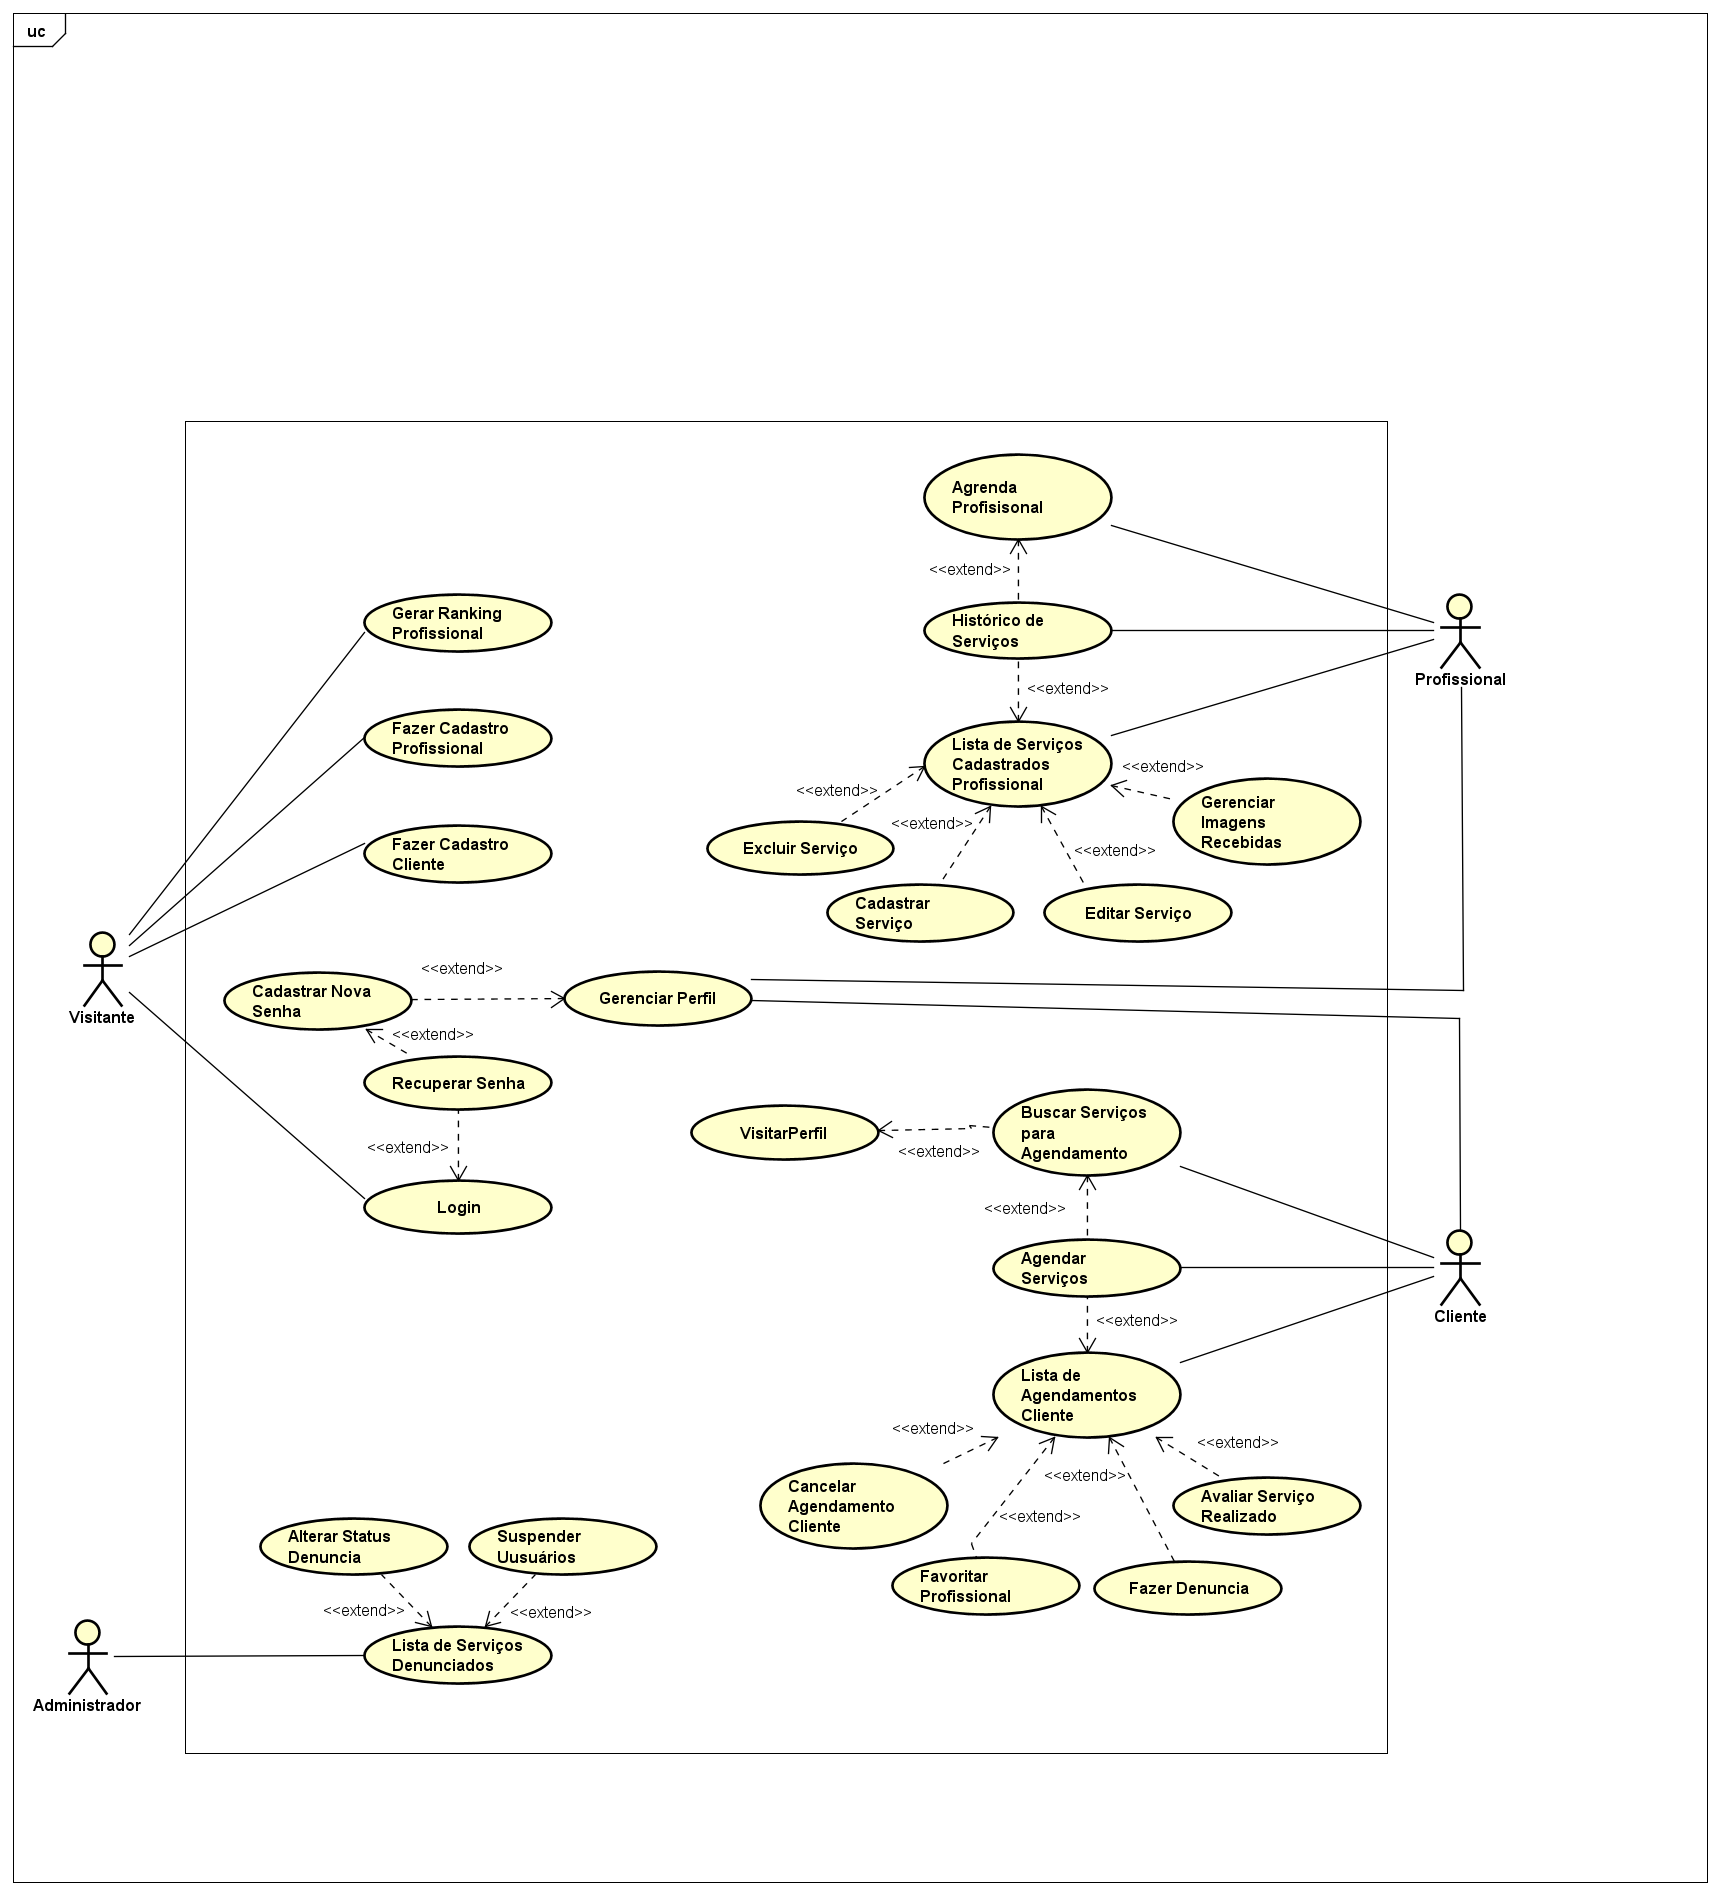 uc
Agrenda
Profisisonal
<<extend>>
Gerar Ranking
Profissional
Histórico de
Serviços
Profissional
<<extend>>
Fazer Cadastro
Profissional
Lista de Serviços
Cadastrados
Profissional
<<extend>>
<<extend>>
Gerenciar
Imagens
Recebidas
<<extend>>
Fazer Cadastro
Cliente
Excluir Serviço
<<extend>>
Cadastrar
Serviço
Editar Serviço
Visitante
<<extend>>
Cadastrar Nova
Senha
Gerenciar Perfil
<<extend>>
Recuperar Senha
<<extend>>
Login
VisitarPerfil
<<extend>>
Buscar Serviços
para
Agendamento
<<extend>>
Agendar
Serviços
Cliente
<<extend>>
Lista de
Agendamentos
Cliente
<<extend>>
<<extend>>
<<extend>>
<<extend>>
Cancelar
Agendamento
Cliente
Avaliar Serviço
Realizado
Favoritar
Profissional
Fazer Denuncia
Alterar Status
Denuncia
Suspender
Uusuários
<<extend>>
<<extend>>
Lista de Serviços
Denunciados
Administrador